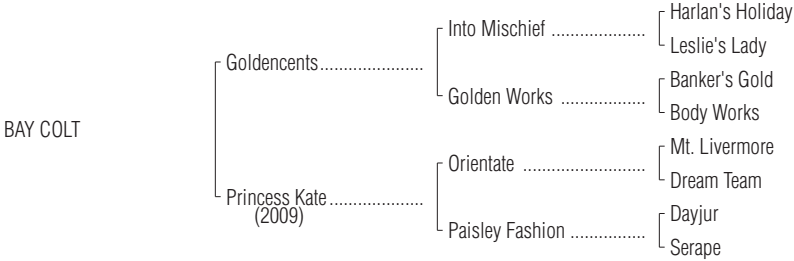 Harlan's Holiday
Into Mischief ....................
Leslie's Lady
Goldencents......................
Banker's Gold
Golden Works ..................
Body Works
BAY COLT
Mt. Livermore
Orientate ..........................
Dream Team
Princess Kate....................
(2009)
Dayjur
Paisley Fashion ................
Serape